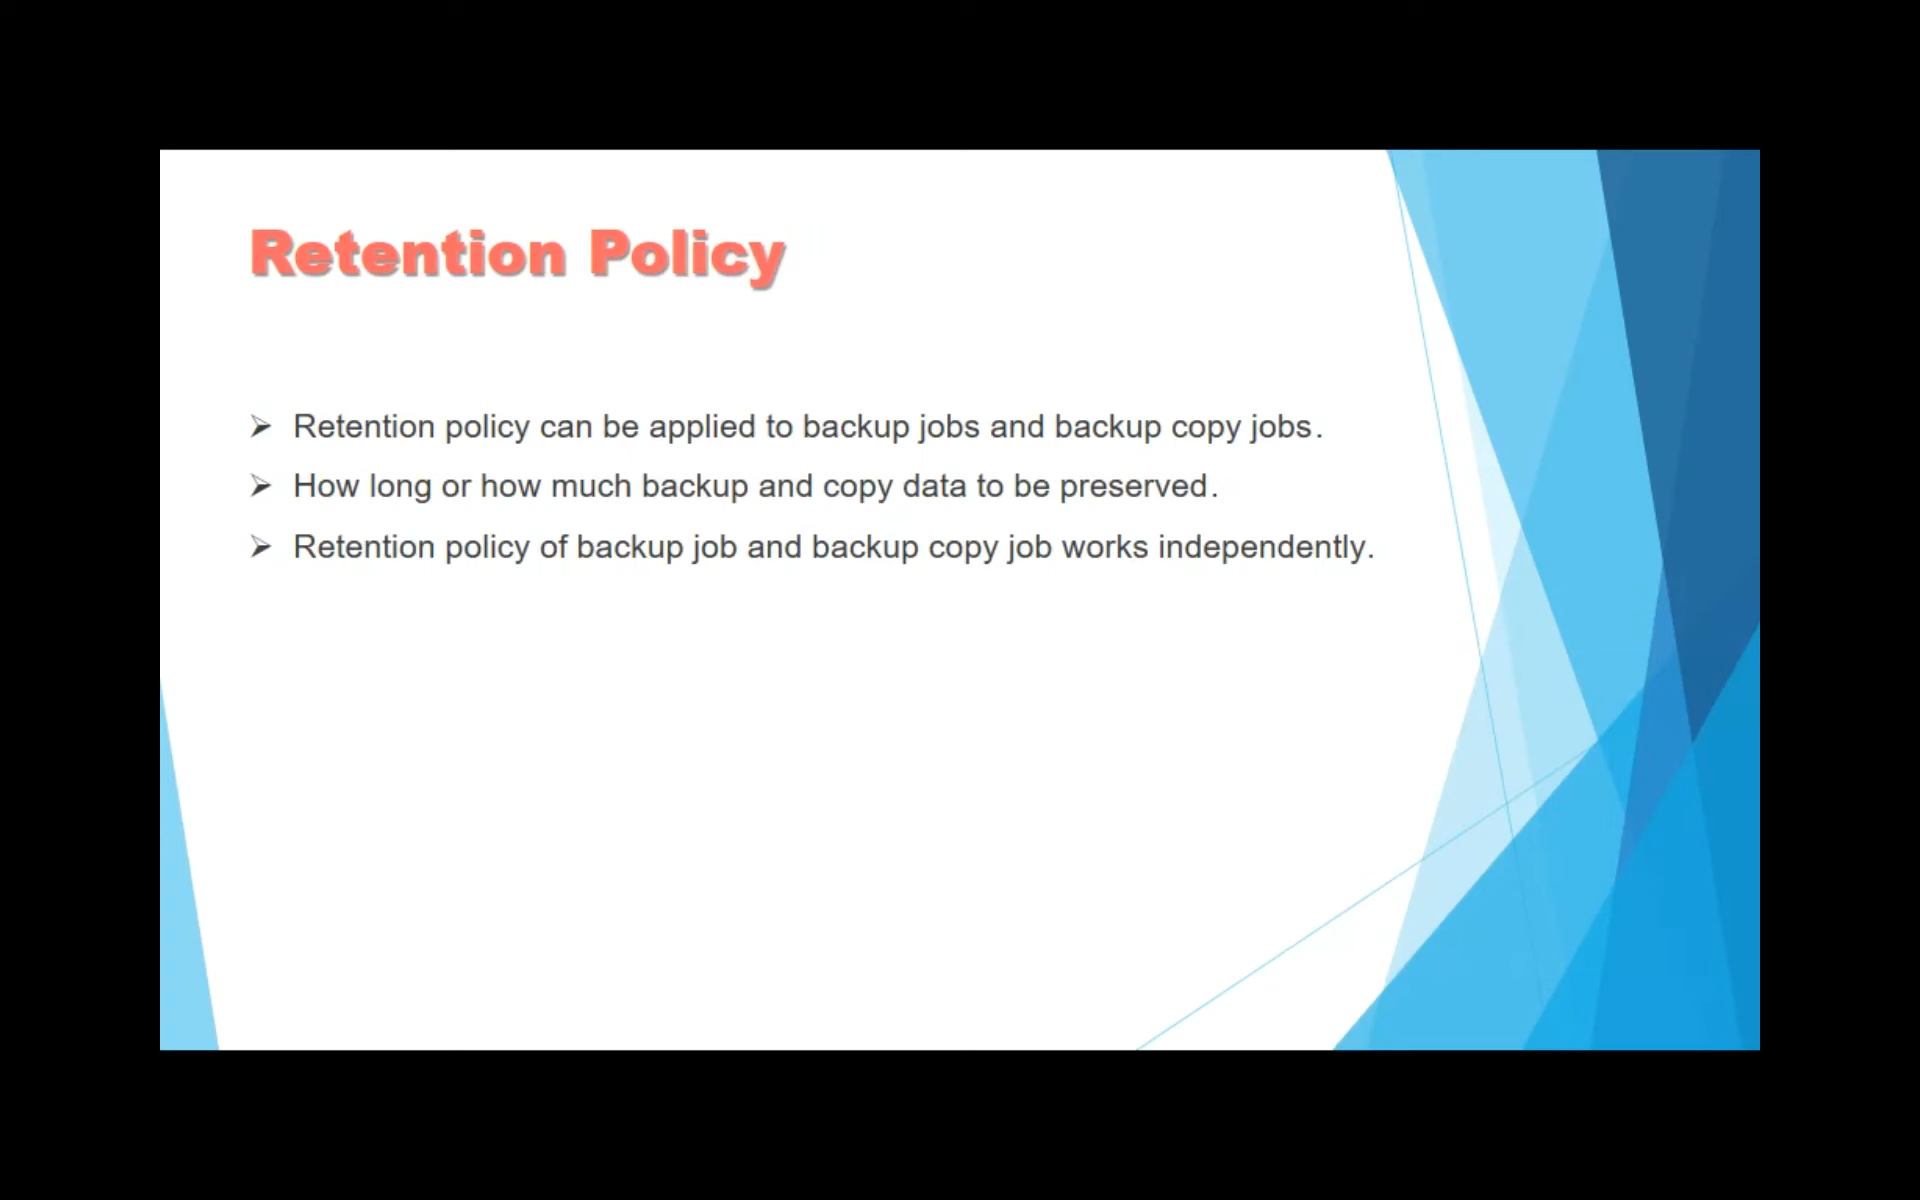 Retention Policy
Retention policy can be applied to backup jobs and backup copy jobs.
How long or how much backup and copy data to be preserved.
Retention policy of backup job and backup copy job works independently.